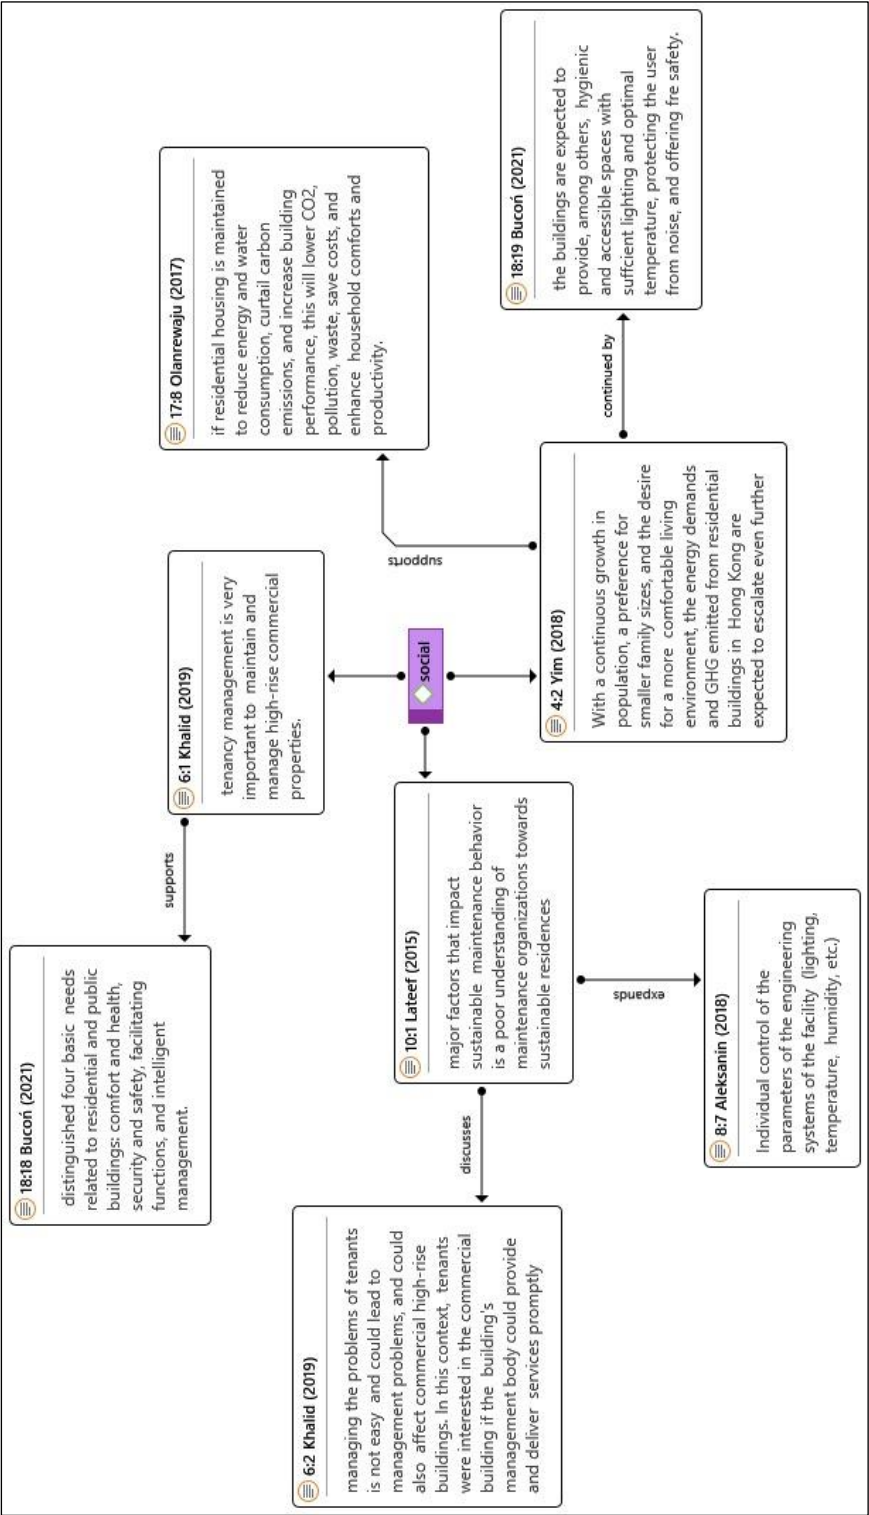 18:18 Bucoń (2021)
distinguished four basic needs
related to residential and public
buildings: comfort and health,
security and safety, facilitating
functions, and intelligent
management.
supports
6:1 Khalid (2019)
tenancy management is very
important to maintain and
manage high-rise commercial
properties.
17:8 Olanrewaju (2017)
if residential housing is maintained
to reduce energy and water
consumption, curtail carbon
emissions, and increase building
performance, this will lower CO2,
pollution, waste, save costs, and
enhance household comforts and
productivity.
supports
social
6:2 Khalid (2019)
managing the problems of tenants
is not easy and could lead to
management problems, and could
also affect commercial high-rise
buildings. In this context, tenants
were interested in the commercial
building if the building's
management body could provide
and deliver services promptly
discusses
10:1 Lateef (2015)
major factors that impact
sustainable maintenance behavior
is a poor understanding of
maintenance organizations towards
sustainable residences
expands
4:2 Yim (2018)
With a continuous growth in
population, a preference for
smaller family sizes, and the desire
for a more comfortable living
environment, the energy demands
and GHG emitted from residential
buildings in Hong Kong are
expected to escalate even further
continued by
18:19 Bucoń (2021)
the buildings are expected to
provide, among others, hygienic
and accessible spaces with
suffcient lighting and optimal
temperature, protecting the user
from noise, and offering fre safety.
8:7 Aleksanin (2018)
Individual control of the
parameters of the engineering
systems of the facility (lighting,
temperature, humidity, etc.)